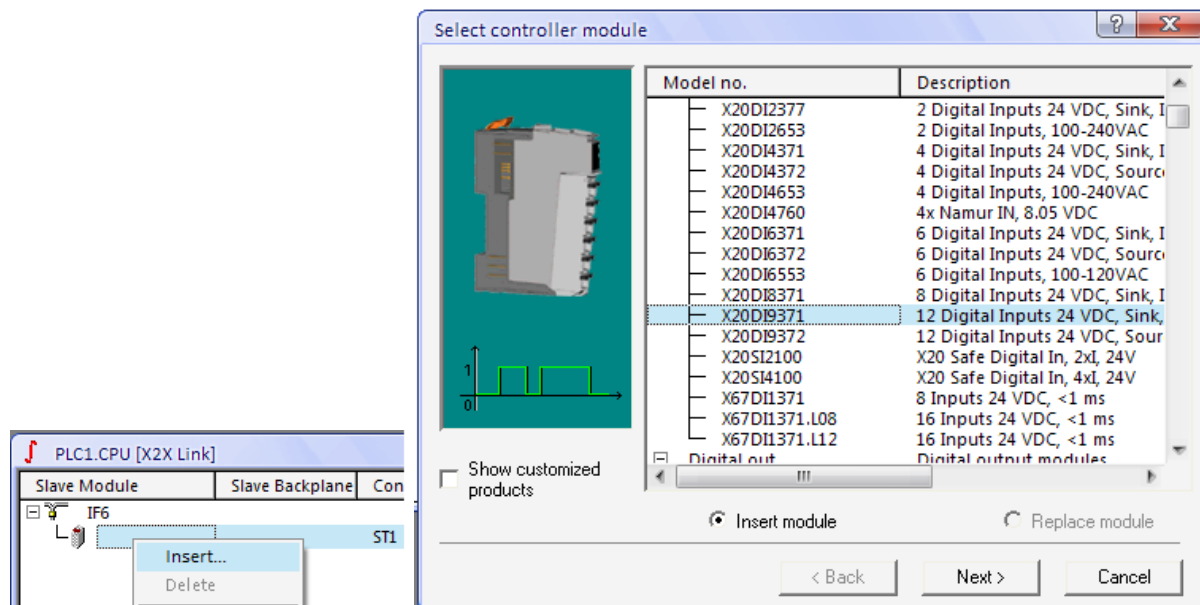 PLC1.CPU [X2X Link]
Slave Module Slave Backplane Con
IF6
ST1
Insert...
Delete
Select controller module
Model no. Description
X20DI2377 2 Digital Inputs 24 VDC, Sink, I
X20DI2653 2 Digital Inputs, 100-240VAC
X20DI4371 4 Digital Inputs 24 VDC, Sink, I
X20DI4372 4 Digital Inputs 24 VDC, Sourc
X20DI4653 4 Digital Inputs, 100-240VAC
X20DI4760 4x Namur IN, 8.05 VDC
X20DI6371 6 Digital Inputs 24 VDC, Sink, I
X20DI6372 6 Digital Inputs 24 VDC, Sourc
X20DI6553 6 Digital Inputs, 100-120VAC
X20DI8371 8 Digital Inputs 24 VDC, Sink, I
X20DI9371 12 Digital Inputs 24 VDC, Sink,
X20DI9372 12 Digital Inputs 24 VDC, Sour
X20SI2100 X20 Safe Digital In, 2xI, 24V
X20SI4100 X20 Safe Digital In, 4xI, 24V
X67DI1371 8 Inputs 24 VDC, <1 ms
X67DI1371.L08 16 Inputs 24 VDC, <1 ms
X67DI1371.L12 16 Inputs 24 VDC, <1 ms
Digital out Digital output modules
1
0
Show customized
products
Insert module Replace module
< Back Next > Cancel